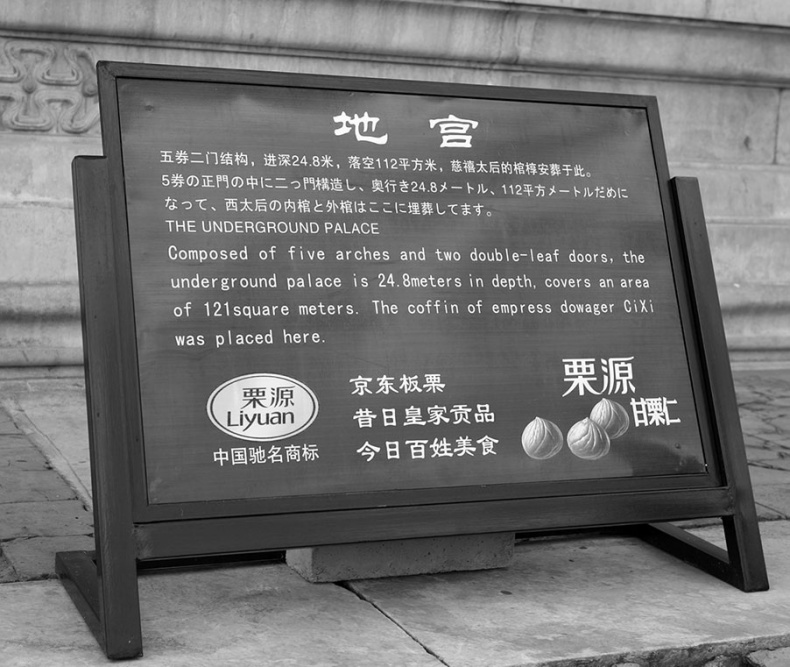 地宫
五券二门结构，进深24.8米，落空112平方米，慈禧太后的棺椁安葬于此。
5券の正門の中に二っ門構造し、奥行き24.8メートル、112平方メートルだめに
なって、西太后の内棺と外棺はここに埋葬してます。
THE UNDERGROUND PALACE
Composed of five arches and two double-leaf doors, the
underground palace is 24.8meters in depth, covers an area
of 121square meters. The coffin of empress dowager CiXi
was placed here.
栗源
Liyuan
中国驰名商标
京东板栗
昔日皇家贡品
今日百姓美食
栗源
甘栗仁